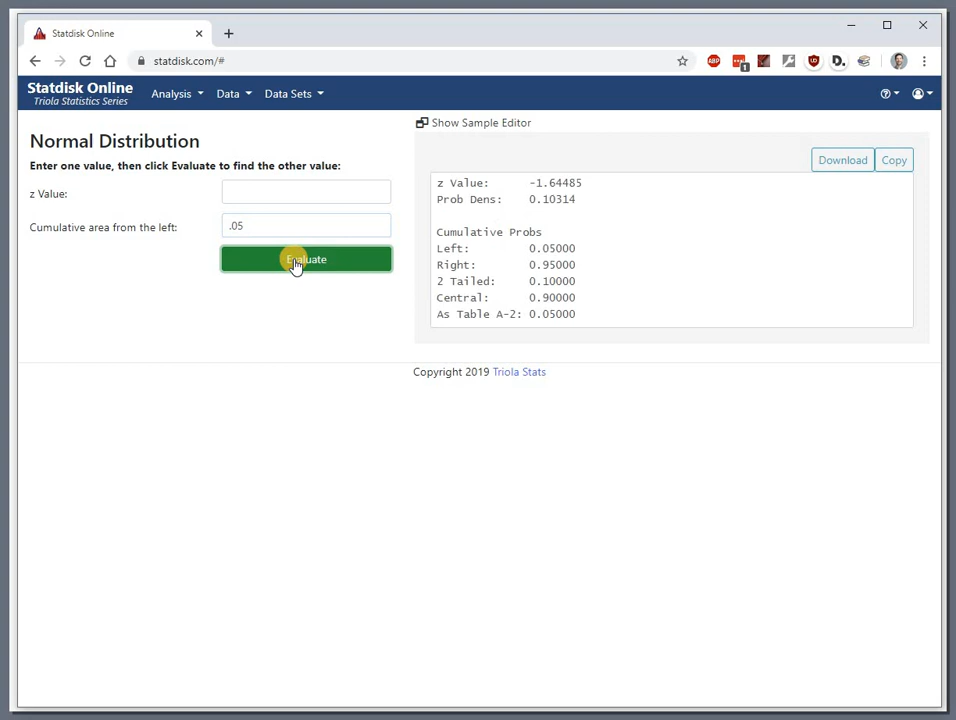 Statdisk Online
statdisk.com/#
1
Statdisk Online
Triola Statistics Series
Analysis
Data
Data Sets
Normal Distribution
Enter one value, then click Evaluate to find the other value:
z Value:
Cumulative area from the left: .05
Evaluate
Show Sample Editor
Download Copy
z Value: -1.64485
Prob Dens: 0.10314
Cumulative Probs
Left: 0.05000
Right: 0.95000
2 Tailed: 0.10000
Central: 0.90000
As Table A-2: 0.05000
Copyright 2019 Triola Stats